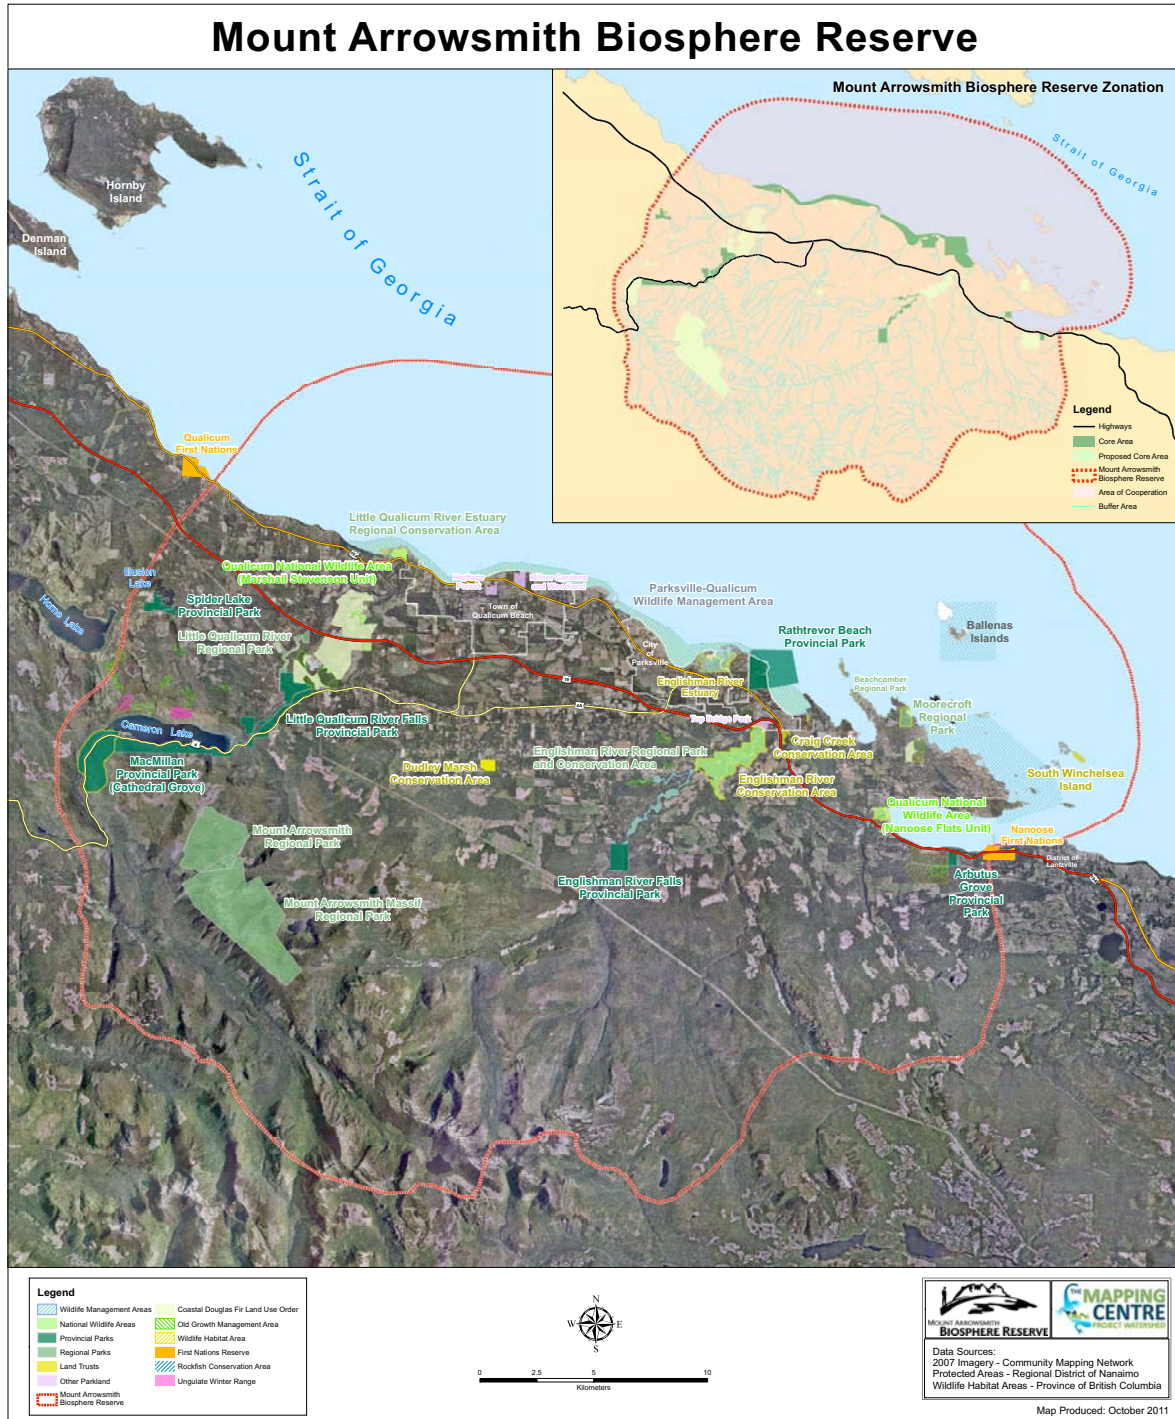 Mount Arrowsmith Biosphere Reserve
Mount Arrowsmith Biosphere Reserve Zonation
Strait of Georgia
Legend
Highways
Core Area
Proposed Core Area
Mount Arrowsmith
Biosphere Reserve
Area of Cooperation
Buffer Area
Hornby
Island
Denman
Island
Strait of Georgia
Qualicum
First Nations
Little Qualicum River Estuary
Regional Conservation Area
Qualicum National Wildlife Area
(Marshall Stevenson Unit)
Illusion
Lake
Horne Lake
Spider Lake
Provincial Park
Little Qualicum River
Regional Park
Heritage
Forest
Milner Gardens
and Woodland
Town of
Qualicum Beach
Parksville-Qualicum
Wildlife Management Area
City
of
Parksville
Rathtrevor Beach
Provincial Park
Ballenas
Islands
Englishman River
Estuary
Beachcomber
Regional Park
Moorecroft
Regional
Park
19
4A
Top Bridge Park
Little Qualicum River Falls
Provincial Park
Cameron Lake
4
MacMillan
Provincial Park
(Cathedral Grove)
Dudley Marsh
Conservation Area
Englishman River Regional Park
and Conservation Area
Craig Creek
Conservation Area
Englishman River
Conservation Area
South Winchelsea
Island
Qualicum National
Wildlife Area
(Nanoose Flats Unit)
Nanoose
First Nations
District of
Lantzville
Mount Arrowsmith
Regional Park
Mount Arrowsmith Massif
Regional Park
Englishman River Falls
Provincial Park
Arbutus
Grove
Provincial
Park
Legend
Wildlife Management Areas
National Wildlife Areas
Provincial Parks
Regional Parks
Land Trusts
Other Parkland
Mount Arrowsmith
Biosphere Reserve
Coastal Douglas Fir Land Use Order
Old Growth Management Area
Wildlife Habitat Area
First Nations Reserve
Rockfish Conservation Area
Ungulate Winter Range
N
W E
S
0 2.5 5 10
Kilometers
MOUNT ARROWSMITH
BIOSPHERE RESERVE
THE MAPPING
CENTRE
PROJECT WATERSHED
Data Sources:
2007 Imagery - Community Mapping Network
Protected Areas - Regional District of Nanaimo
Wildlife Habitat Areas - Province of British Columbia
Map Produced: October 2011